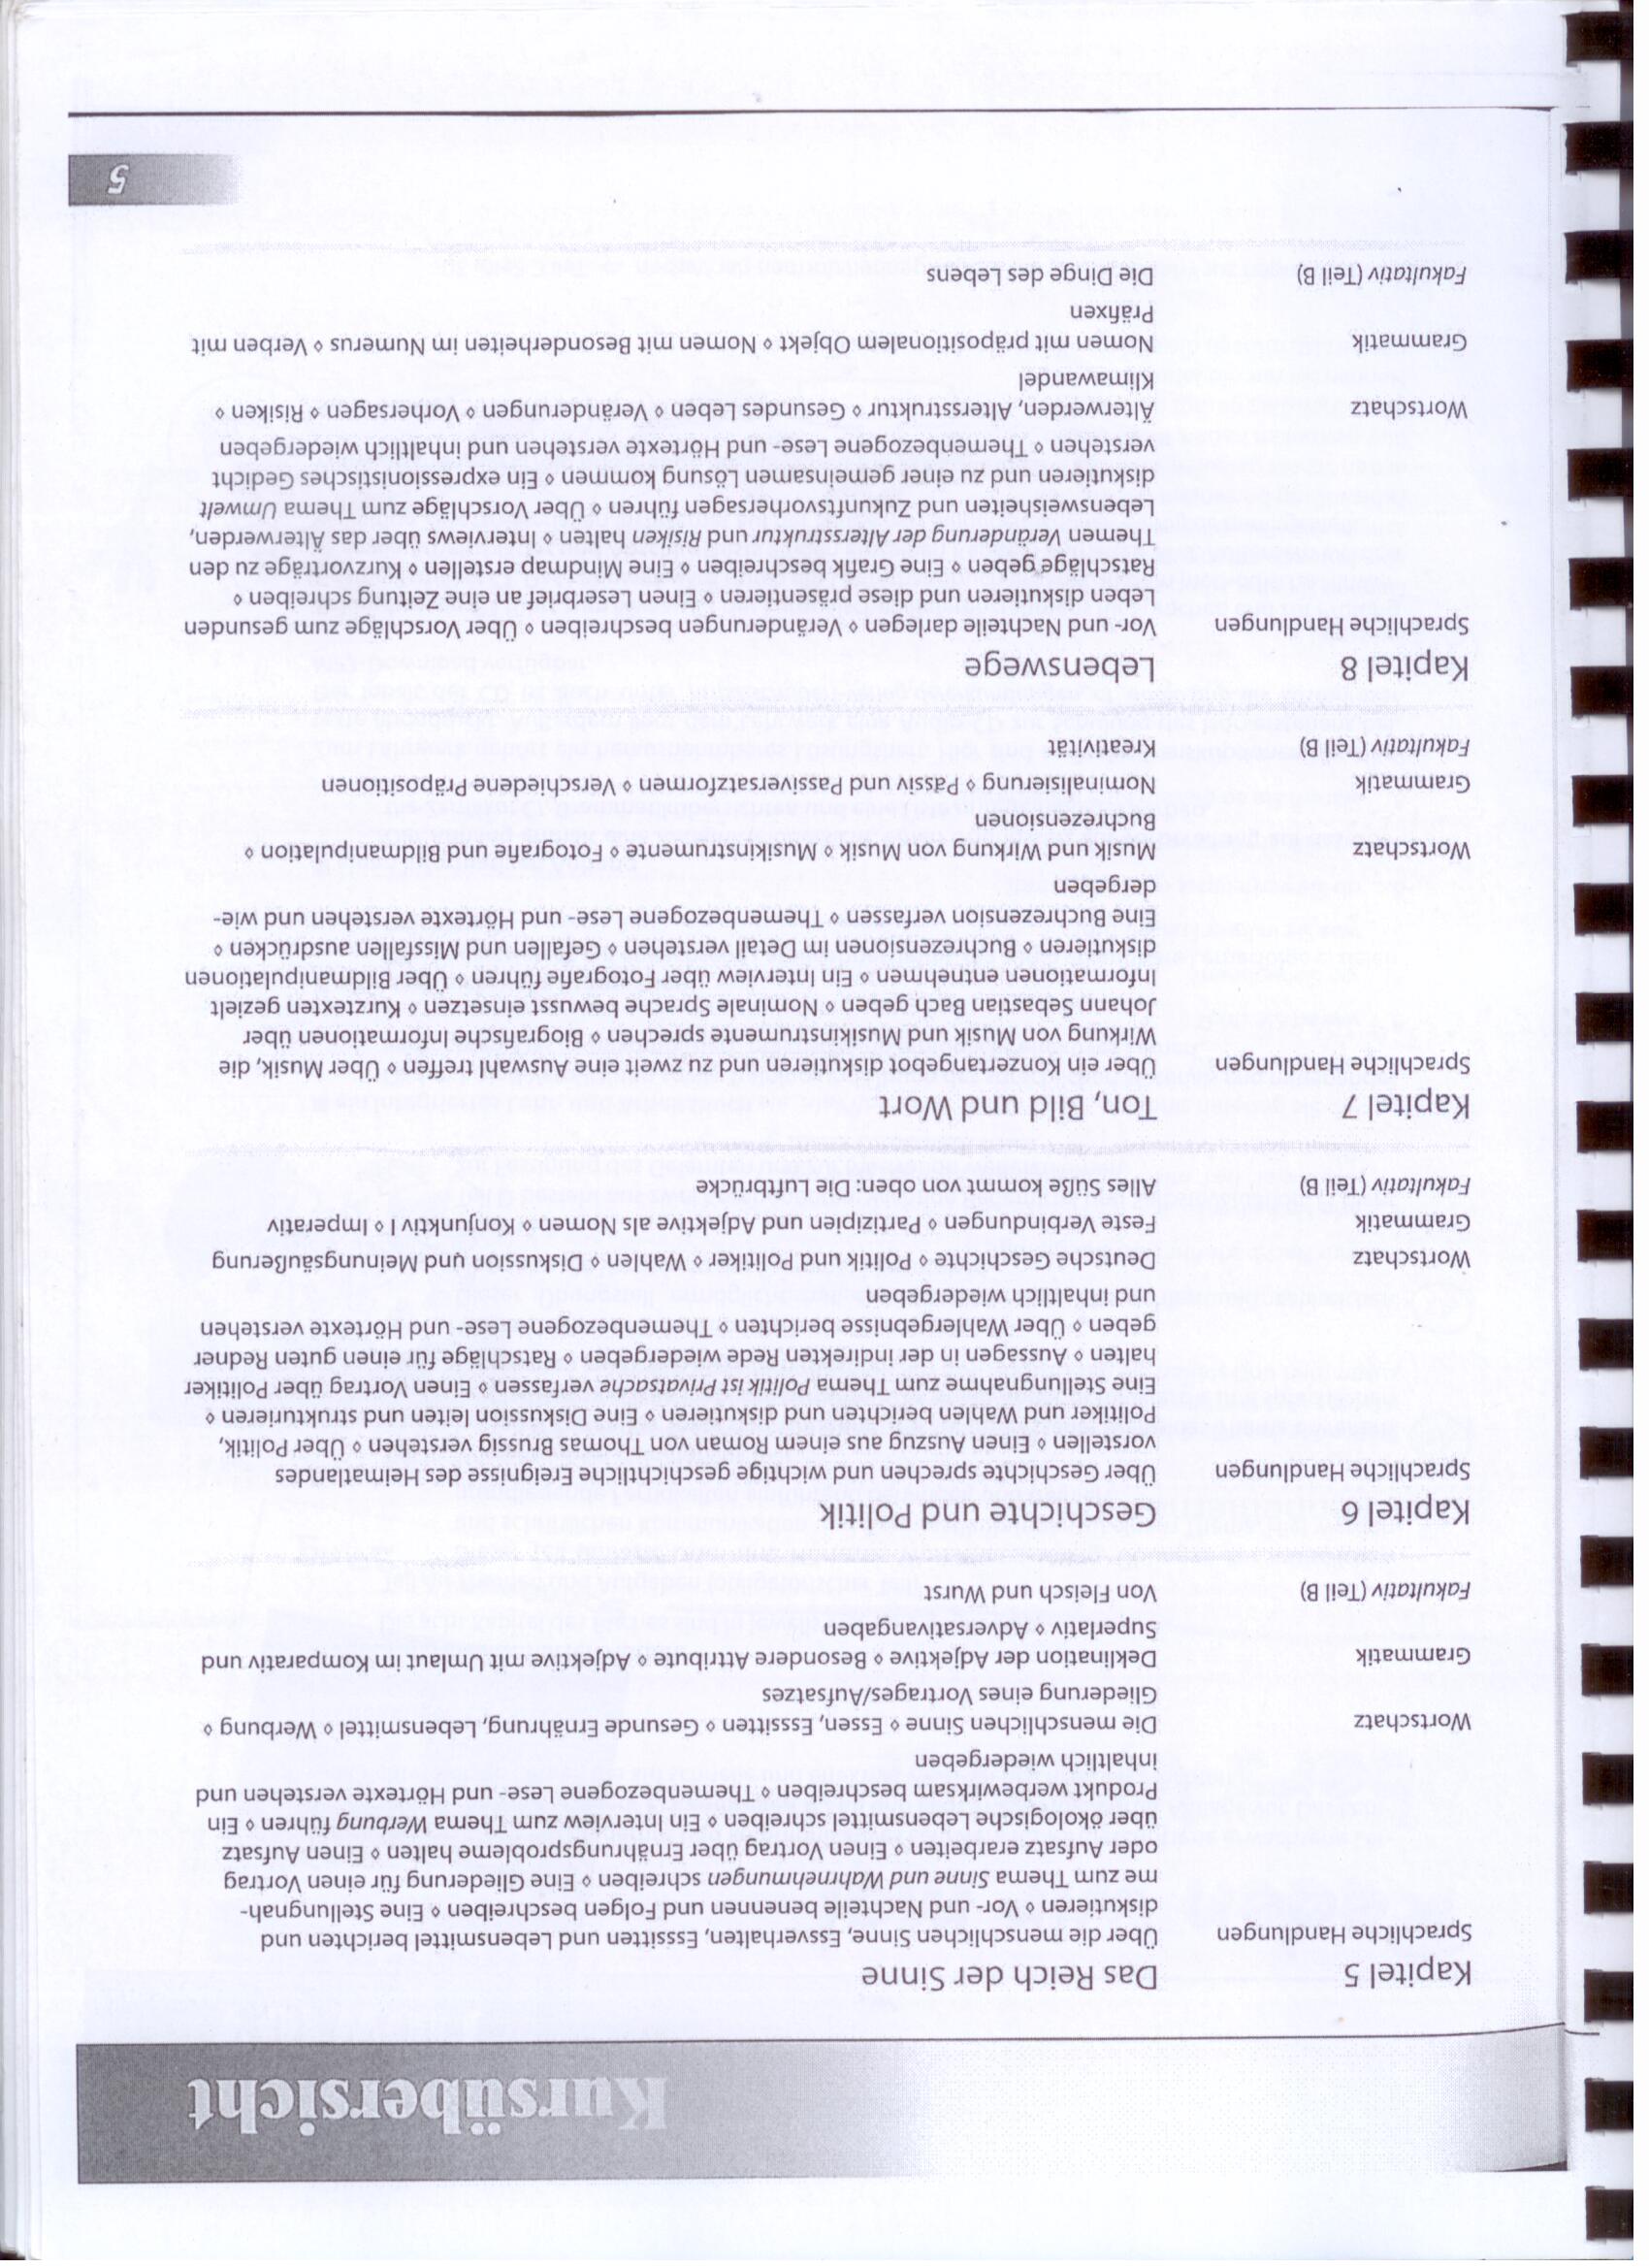 Kursübersicht
Kapitel 5 Das Reich der Sinne
Sprachliche Handlungen Über die menschlichen Sinne, Essverhalten, Esssitten und Lebensmittel berichten und
diskutieren ⋄ Vor- und Nachteile benennen und Folgen beschreiben ⋄ Eine Stellungnah-
me zum Thema Sinne und Wahrnehmungen schreiben ⋄ Eine Gliederung für einen Vortrag
oder Aufsatz erarbeiten ⋄ Einen Vortrag über Ernährungsprobleme halten ⋄ Einen Aufsatz
über ökologische Lebensmittel schreiben ⋄ Ein Interview zum Thema Werbung führen ⋄ Ein
Produkt werbewirksam beschreiben ⋄ Themenbezogene Lese- und Hörtexte verstehen und
inhaltlich wiedergeben
Wortschatz Die menschlichen Sinne ⋄ Essen, Esssitten ⋄ Gesunde Ernährung, Lebensmittel ⋄ Werbung ⋄
Gliederung eines Vortrages/Aufsatzes
Grammatik Deklination der Adjektive ⋄ Besondere Attribute ⋄ Adjektive mit Umlaut im Komparativ und
Superlativ ⋄ Adversativangaben
Fakultativ (Teil B) Von Fleisch und Wurst
Kapitel 6 Geschichte und Politik
Sprachliche Handlungen Über Geschichte sprechen und wichtige geschichtliche Ereignisse des Heimatlandes
vorstellen ⋄ Einen Auszug aus einem Roman von Thomas Brussig verstehen ⋄ Über Politik,
Politiker und Wahlen berichten und diskutieren ⋄ Eine Diskussion leiten und strukturieren ⋄
Eine Stellungnahme zum Thema Politik ist Privatsache verfassen ⋄ Einen Vortrag über Politiker
halten ⋄ Aussagen in der indirekten Rede wiedergeben ⋄ Ratschläge für einen guten Redner
geben ⋄ Über Wahlergebnisse berichten ⋄ Themenbezogene Lese- und Hörtexte verstehen
und inhaltlich wiedergeben
Wortschatz Deutsche Geschichte ⋄ Politik und Politiker ⋄ Wahlen ⋄ Diskussion und Meinungsäußerung
Grammatik Feste Verbindungen ⋄ Partizipien und Adjektive als Nomen ⋄ Konjunktiv I ⋄ Imperativ
Fakultativ (Teil B) Alles Süße kommt von oben: Die Luftbrücke
Kapitel 7 Ton, Bild und Wort
Sprachliche Handlungen Über ein Konzertangebot diskutieren und zu zweit eine Auswahl treffen ⋄ Über Musik, die
Wirkung von Musik und Musikinstrumente sprechen ⋄ Biografische Informationen über
Johann Sebastian Bach geben ⋄ Nominale Sprache bewusst einsetzen ⋄ Kurztexten gezielt
Informationen entnehmen ⋄ Ein Interview über Fotografie führen ⋄ Über Bildmanipulationen
diskutieren ⋄ Buchrezensionen im Detail verstehen ⋄ Gefallen und Missfallen ausdrücken ⋄
Eine Buchrezension verfassen ⋄ Themenbezogene Lese- und Hörtexte verstehen und wie-
dergeben
Wortschatz Musik und Wirkung von Musik ⋄ Musikinstrumente ⋄ Fotografie und Bildmanipulation ⋄
Buchrezensionen
Grammatik Nominalisierung ⋄ Passiv und Passiversatzformen ⋄ Verschiedene Präpositionen
Fakultativ (Teil B) Kreativität
Kapitel 8 Lebenswege
Sprachliche Handlungen Vor- und Nachteile darlegen ⋄ Veränderungen beschreiben ⋄ Über Vorschläge zum gesunden
Leben diskutieren und diese präsentieren ⋄ Einen Leserbrief an eine Zeitung schreiben ⋄
Ratschläge geben ⋄ Eine Grafik beschreiben ⋄ Eine Mindmap erstellen ⋄ Kurzvorträge zu den
Themen Veränderung der Altersstruktur und Risiken halten ⋄ Interviews über das Älterwerden,
Lebensweisheiten und Zukunftsvorhersagen führen ⋄ Über Vorschläge zum Thema Umwelt
diskutieren und zu einer gemeinsamen Lösung kommen ⋄ Ein expressionistisches Gedicht
verstehen ⋄ Themenbezogene Lese- und Hörtexte verstehen und inhaltlich wiedergeben
Wortschatz Älterwerden, Altersstruktur ⋄ Gesundes Leben ⋄ Veränderungen ⋄ Vorhersagen ⋄ Risiken ⋄
Klimawandel
Grammatik Nomen mit präpositionalem Objekt ⋄ Nomen mit Besonderheiten im Numerus ⋄ Verben mit
Präfixen
Fakultativ (Teil B) Die Dinge des Lebens
5